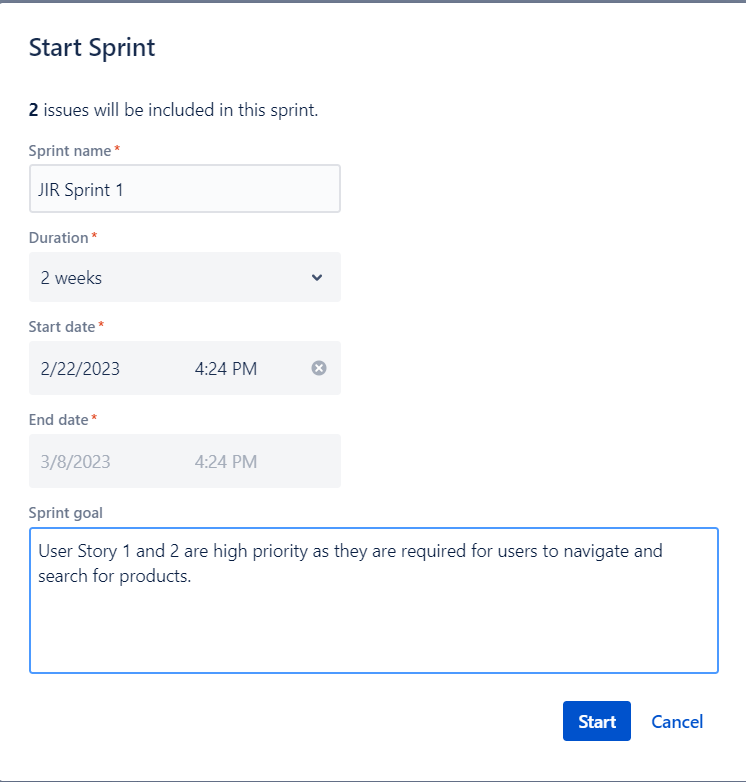 Start Sprint
2 issues will be included in this sprint.
Sprint name*
JIR Sprint 1
Duration*
2 weeks
Start date*
2/22/2023 4:24 PM
End date*
3/8/2023 4:24 PM
Sprint goal
User Story 1 and 2 are high priority as they are required for users to navigate and
search for products.
Start Cancel